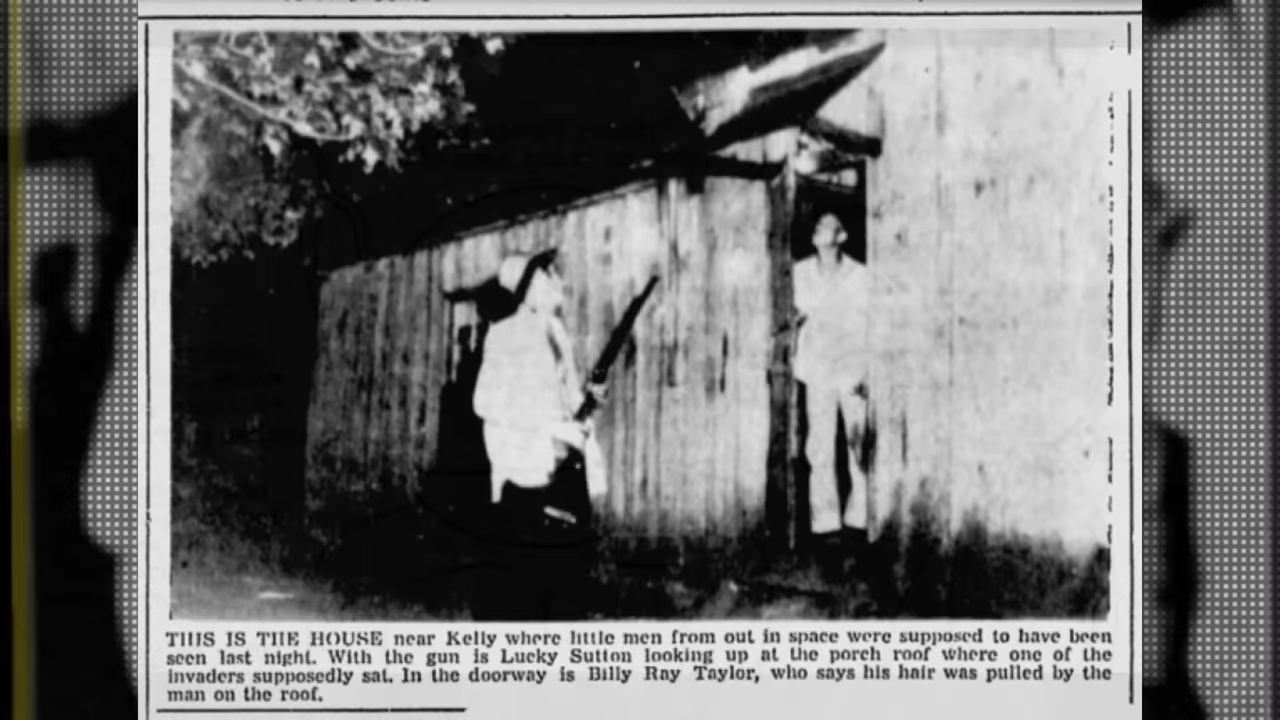 THIS IS THE HOUSE near Kelly where little men from out in space were supposed to have been
seen last night. With the gun is Lucky Sutton looking up at the porch roof where one of the
invaders supposedly sat. In the doorway is Billy Ray Taylor, who says his hair was pulled by the
man on the roof.